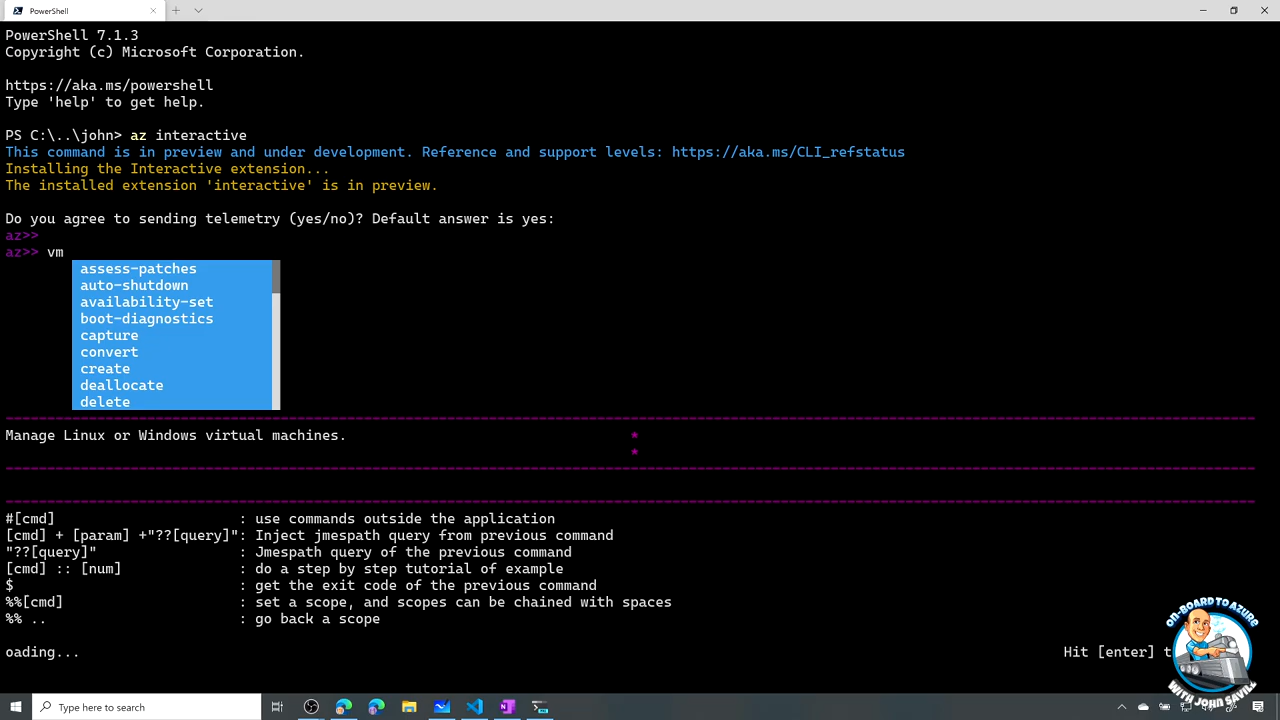 PowerShell
PowerShell 7.1.3
Copyright (c) Microsoft Corporation.
https://aka.ms/powershell
Type 'help' to get help.
PS C:\..\john> az interactive
This command is in preview and under development. Reference and support levels: https://aka.ms/CLI_refstatus
Installing the Interactive extension...
The installed extension 'interactive' is in preview.
Do you agree to sending telemetry (yes/no)? Default answer is yes:
az>>
az>> vm
assess-patches
auto-shutdown
availability-set
boot-diagnostics
capture
convert
create
deallocate
delete
Manage Linux or Windows virtual machines. *
*
#[cmd] : use commands outside the application
[cmd] + [param] +"??[query]": Inject jmespath query from previous command
"??[query]" : Jmespath query of the previous command
[cmd] :: [num] : do a step by step tutorial of example
$ : get the exit code of the previous command
%%[cmd] : set a scope, and scopes can be chained with spaces
%% .. : go back a scope
oading... Hit [enter] t
ON-BOARD TO AZURE
WITH JOHN SAVILL
Type here to search